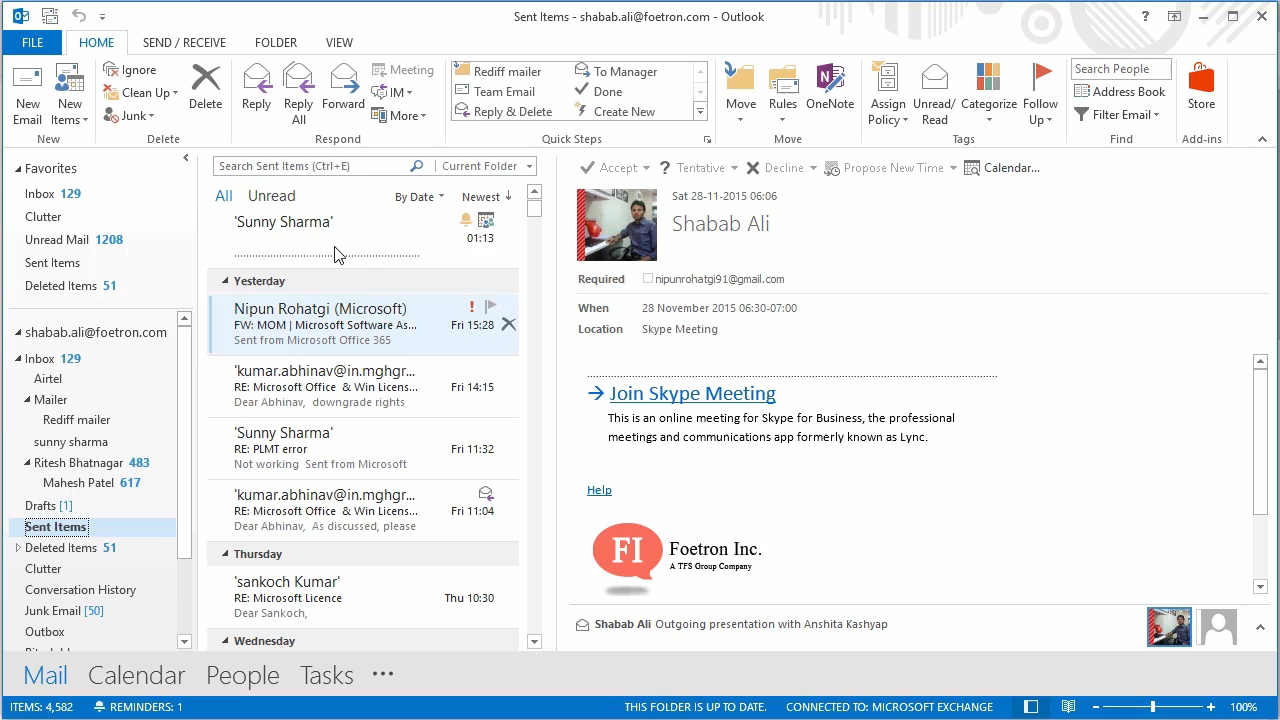 Sent Items - shabab.ali@foetron.com - Outlook
?
FILE
HOME
SEND / RECEIVE
FOLDER
VIEW
New
Email
New
Items
New
Ignore
Clean Up
Junk
Delete
Delete
Reply
Reply
All
Forward
Meeting
IM
More
Respond
Rediff mailer
Team Email
Reply & Delete
To Manager
Done
Create New
Quick Steps
Move
Rules
OneNote
Move
Assign
Policy
Unread/
Read
Categorize
Follow
Up
Tags
Search People
Address Book
Filter Email
Find
Store
Add-ins
Favorites
Inbox 129
Clutter
Unread Mail 1208
Sent Items
Deleted Items 51
shabab.ali@foetron.com
Inbox 129
Airtel
Mailer
Rediff mailer
sunny sharma
Ritesh Bhatnagar 483
Mahesh Patel 617
Drafts [1]
Sent Items
Deleted Items 51
Clutter
Conversation History
Junk Email [50]
Outbox
Search Sent Items (Ctrl+E)
Current Folder
All
Unread
By Date
Newest
'Sunny Sharma'
01:13
Yesterday
Nipun Rohatgi (Microsoft)
FW: MOM | Microsoft Software As...
Fri 15:28
Sent from Microsoft Office 365
'kumar.abhinav@in.mghgr...
RE: Microsoft Office & Win Licens...
Fri 14:15
Dear Abhinav, downgrade rights
'Sunny Sharma'
RE: PLMT error
Fri 11:32
Not working Sent from Microsoft
'kumar.abhinav@in.mghgr...
RE: Microsoft Office & Win Licens...
Fri 11:04
Dear Abhinav, As discussed, please
Thursday
'sankoch Kumar'
RE: Microsoft Licence
Thu 10:30
Dear Sankoch,
Wednesday
Accept
? Tentative
Decline
Propose New Time
Calendar...
Sat 28-11-2015 06:06
Shabab Ali
Required
nipunrohatgi91@gmail.com
When
28 November 2015 06:30-07:00
Location
Skype Meeting
Join Skype Meeting
This is an online meeting for Skype for Business, the professional
meetings and communications app formerly known as Lync.
Help
FI
Foetron Inc.
A TFS Group Company
Shabab Ali Outgoing presentation with Anshita Kashyap
Mail
Calendar
People
Tasks
ITEMS: 4,582
REMINDERS: 1
THIS FOLDER IS UP TO DATE.
CONNECTED TO: MICROSOFT EXCHANGE
100%